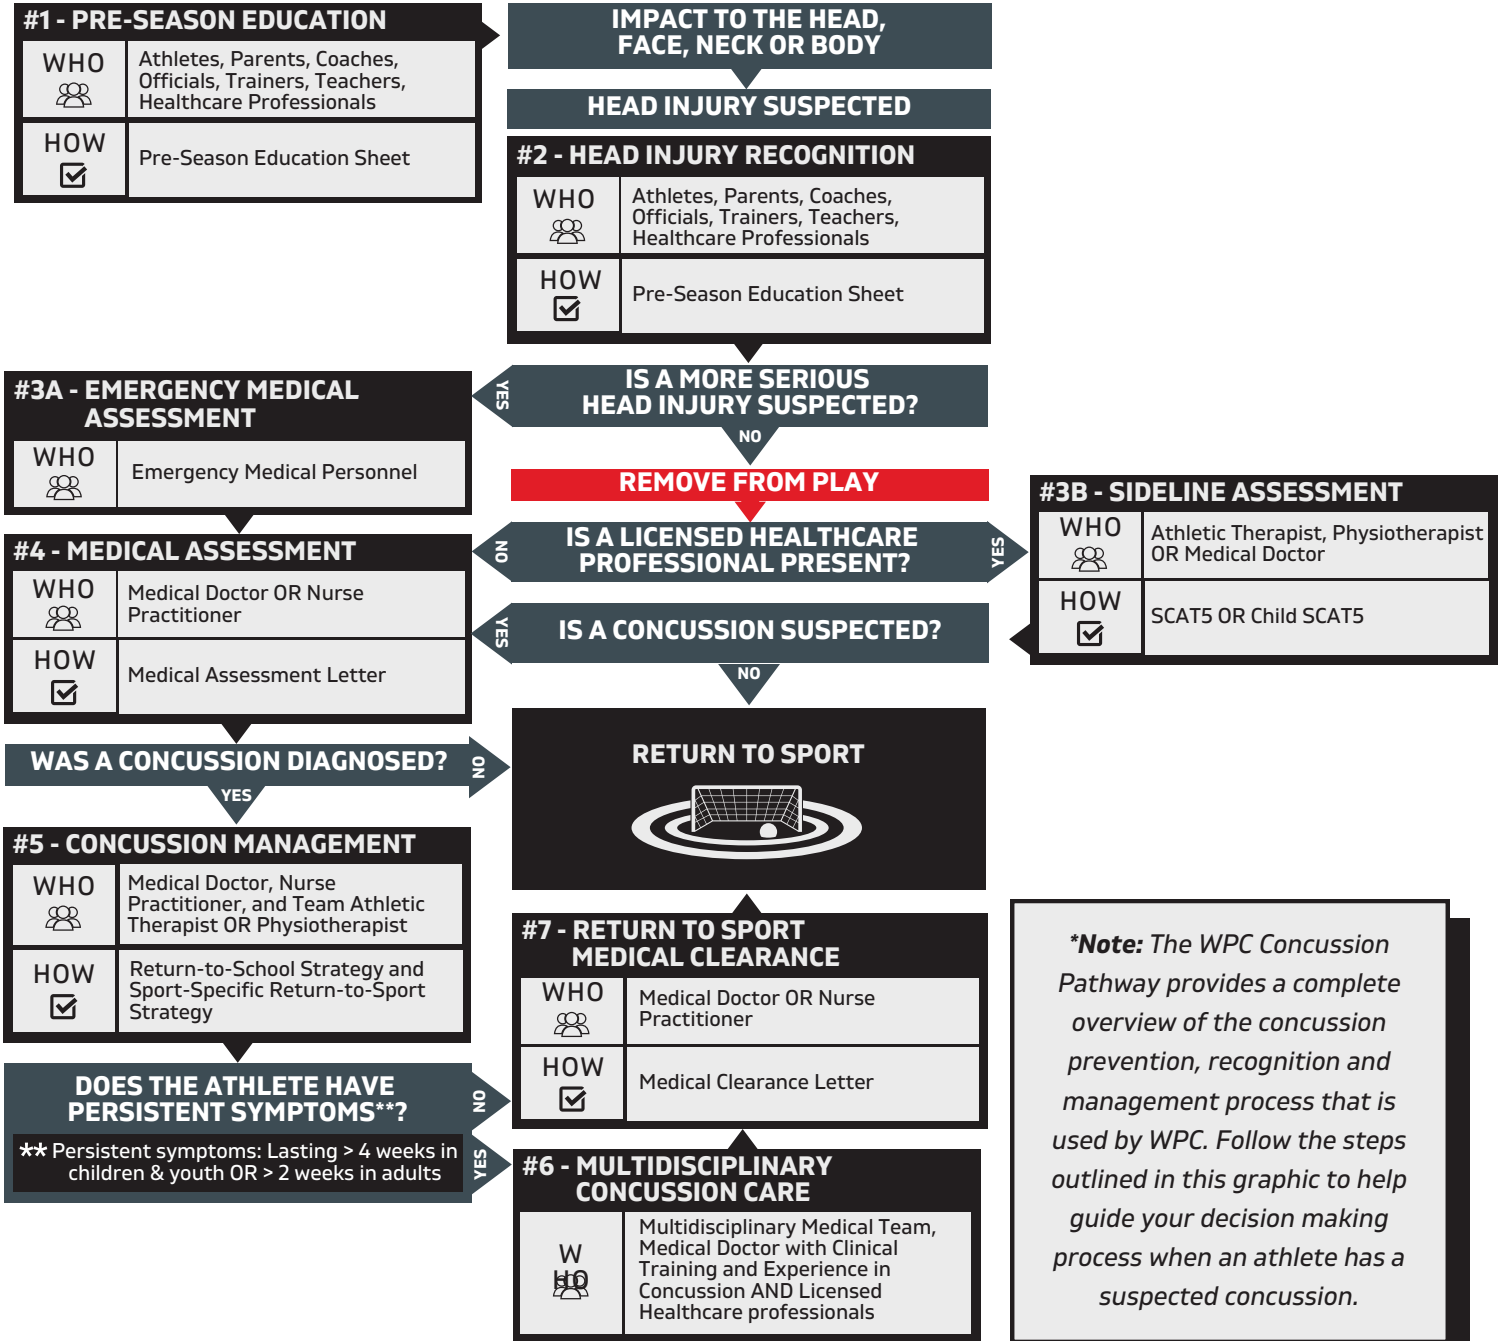 #1 - PRE-SEASON EDUCATION
WHO
Athletes, Parents, Coaches,
Officials, Trainers, Teachers,
Healthcare Professionals
HOW
Pre-Season Education Sheet
IMPACT TO THE HEAD,
FACE, NECK OR BODY
HEAD INJURY SUSPECTED
#2 - HEAD INJURY RECOGNITION
WHO
Athletes, Parents, Coaches,
Officials, Trainers, Teachers,
Healthcare Professionals
HOW
Pre-Season Education Sheet
IS A MORE SERIOUS
HEAD INJURY SUSPECTED?
YES
NO
#3A - EMERGENCY MEDICAL
ASSESSMENT
WHO
Emergency Medical Personnel
REMOVE FROM PLAY
IS A LICENSED HEALTHCARE
PROFESSIONAL PRESENT?
NO
YES
#3B - SIDELINE ASSESSMENT
WHO
Athletic Therapist, Physiotherapist
OR Medical Doctor
HOW
SCAT5 OR Child SCAT5
#4 - MEDICAL ASSESSMENT
WHO
Medical Doctor OR Nurse
Practitioner
HOW
Medical Assessment Letter
IS A CONCUSSION SUSPECTED?
YES
NO
WAS A CONCUSSION DIAGNOSED?
NO
YES
RETURN TO SPORT
#5 - CONCUSSION MANAGEMENT
WHO
Medical Doctor, Nurse
Practitioner, and Team Athletic
Therapist OR Physiotherapist
HOW
Return-to-School Strategy and
Sport-Specific Return-to-Sport
Strategy
DOES THE ATHLETE HAVE
PERSISTENT SYMPTOMS**?
NO
** Persistent symptoms: Lasting > 4 weeks in
children & youth OR > 2 weeks in adults
YES
#7 - RETURN TO SPORT
MEDICAL CLEARANCE
WHO
Medical Doctor OR Nurse
Practitioner
HOW
Medical Clearance Letter
#6 - MULTIDISCIPLINARY
CONCUSSION CARE
W
HO
Multidisciplinary Medical Team,
Medical Doctor with Clinical
Training and Experience in
Concussion AND Licensed
Healthcare professionals
*Note: The WPC Concussion
Pathway provides a complete
overview of the concussion
prevention, recognition and
management process that is
used by WPC. Follow the steps
outlined in this graphic to help
guide your decision making
process when an athlete has a
suspected concussion.